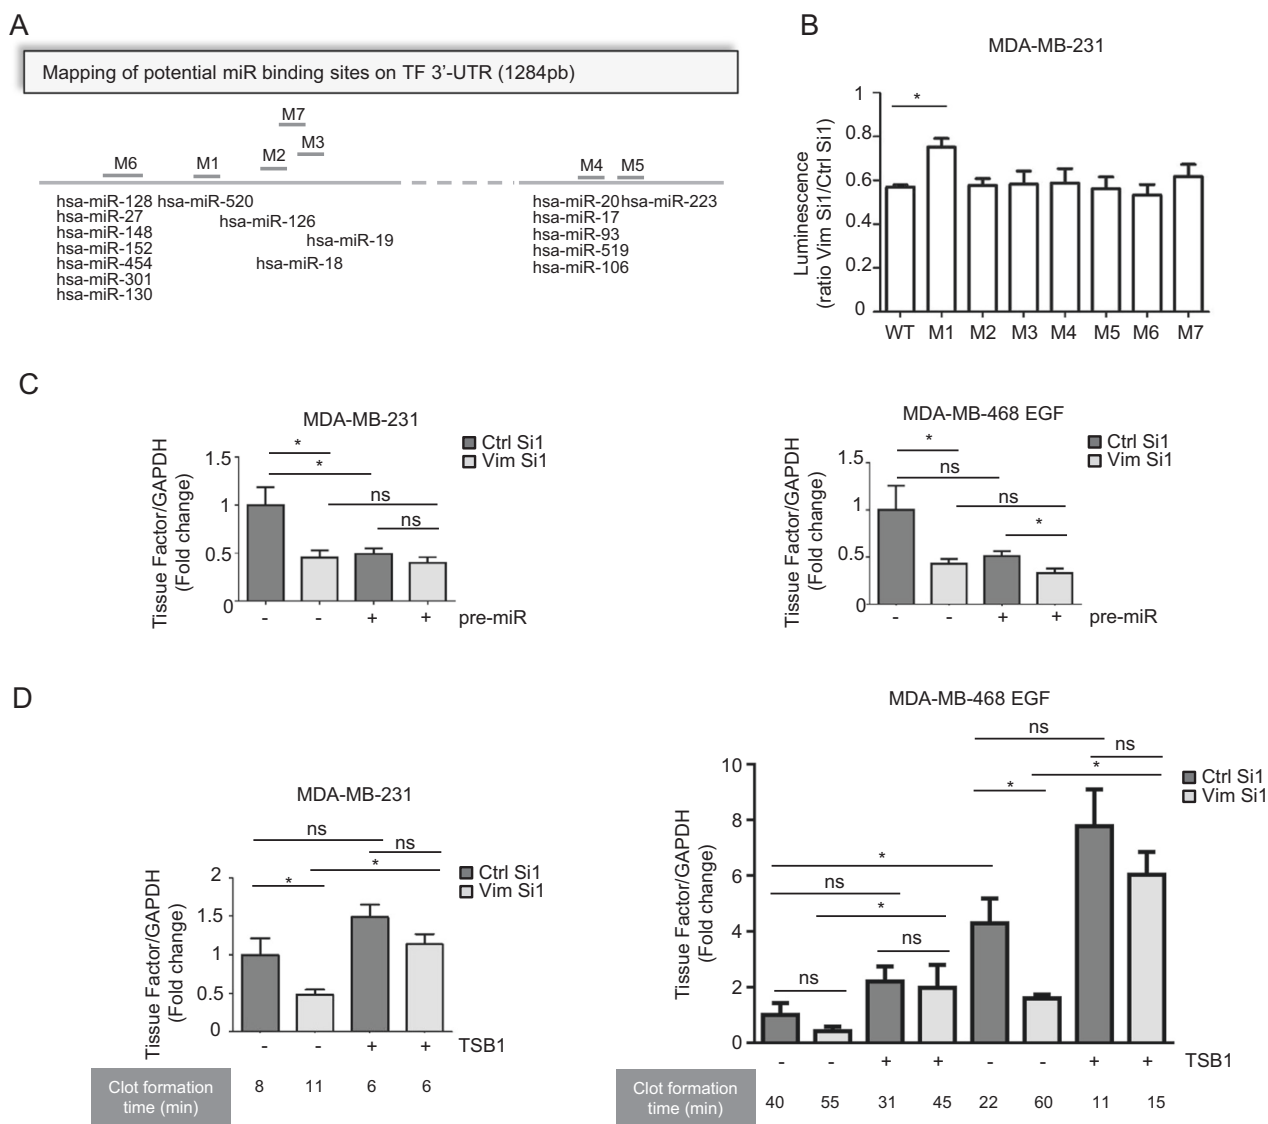 A
Mapping of potential miR binding sites on TF 3'-UTR (1284pb)
M7
M3
M6
M1
M2
M4
M5
hsa-miR-128
hsa-miR-27
hsa-miR-148
hsa-miR-152
hsa-miR-454
hsa-miR-301
hsa-miR-130
hsa-miR-520
hsa-miR-126
hsa-miR-19
hsa-miR-18
hsa-miR-20
hsa-miR-17
hsa-miR-93
hsa-miR-519
hsa-miR-106
hsa-miR-223
B
MDA-MB-231
Luminescence
(ratio Vim Si1/Ctrl Si1)
1
0.8
0.6
0.4
0.2
0
*
WT M1 M2 M3 M4 M5 M6 M7
C
MDA-MB-231
Tissue Factor/GAPDH
(Fold change)
1.5
1
0.5
0
*
*
ns
ns
Ctrl Si1
Vim Si1
- - + + pre-miR
MDA-MB-468 EGF
Tissue Factor/GAPDH
(Fold change)
1.5
1
0.5
0
*
ns
ns
*
Ctrl Si1
Vim Si1
- - + + pre-miR
D
MDA-MB-231
Tissue Factor/GAPDH
(Fold change)
2
1.5
1
0.5
0
ns
ns
*
*
Ctrl Si1
Vim Si1
- - + + TSB1
Clot formation
time (min)
8 11 6 6
MDA-MB-468 EGF
Tissue Factor/GAPDH
(Fold change)
10
8
6
4
2
0
ns
ns
*
*
*
ns
*
ns
ns
Ctrl Si1
Vim Si1
- - + + - - + + TSB1
Clot formation
time (min)
40 55 31 45 22 60 11 15